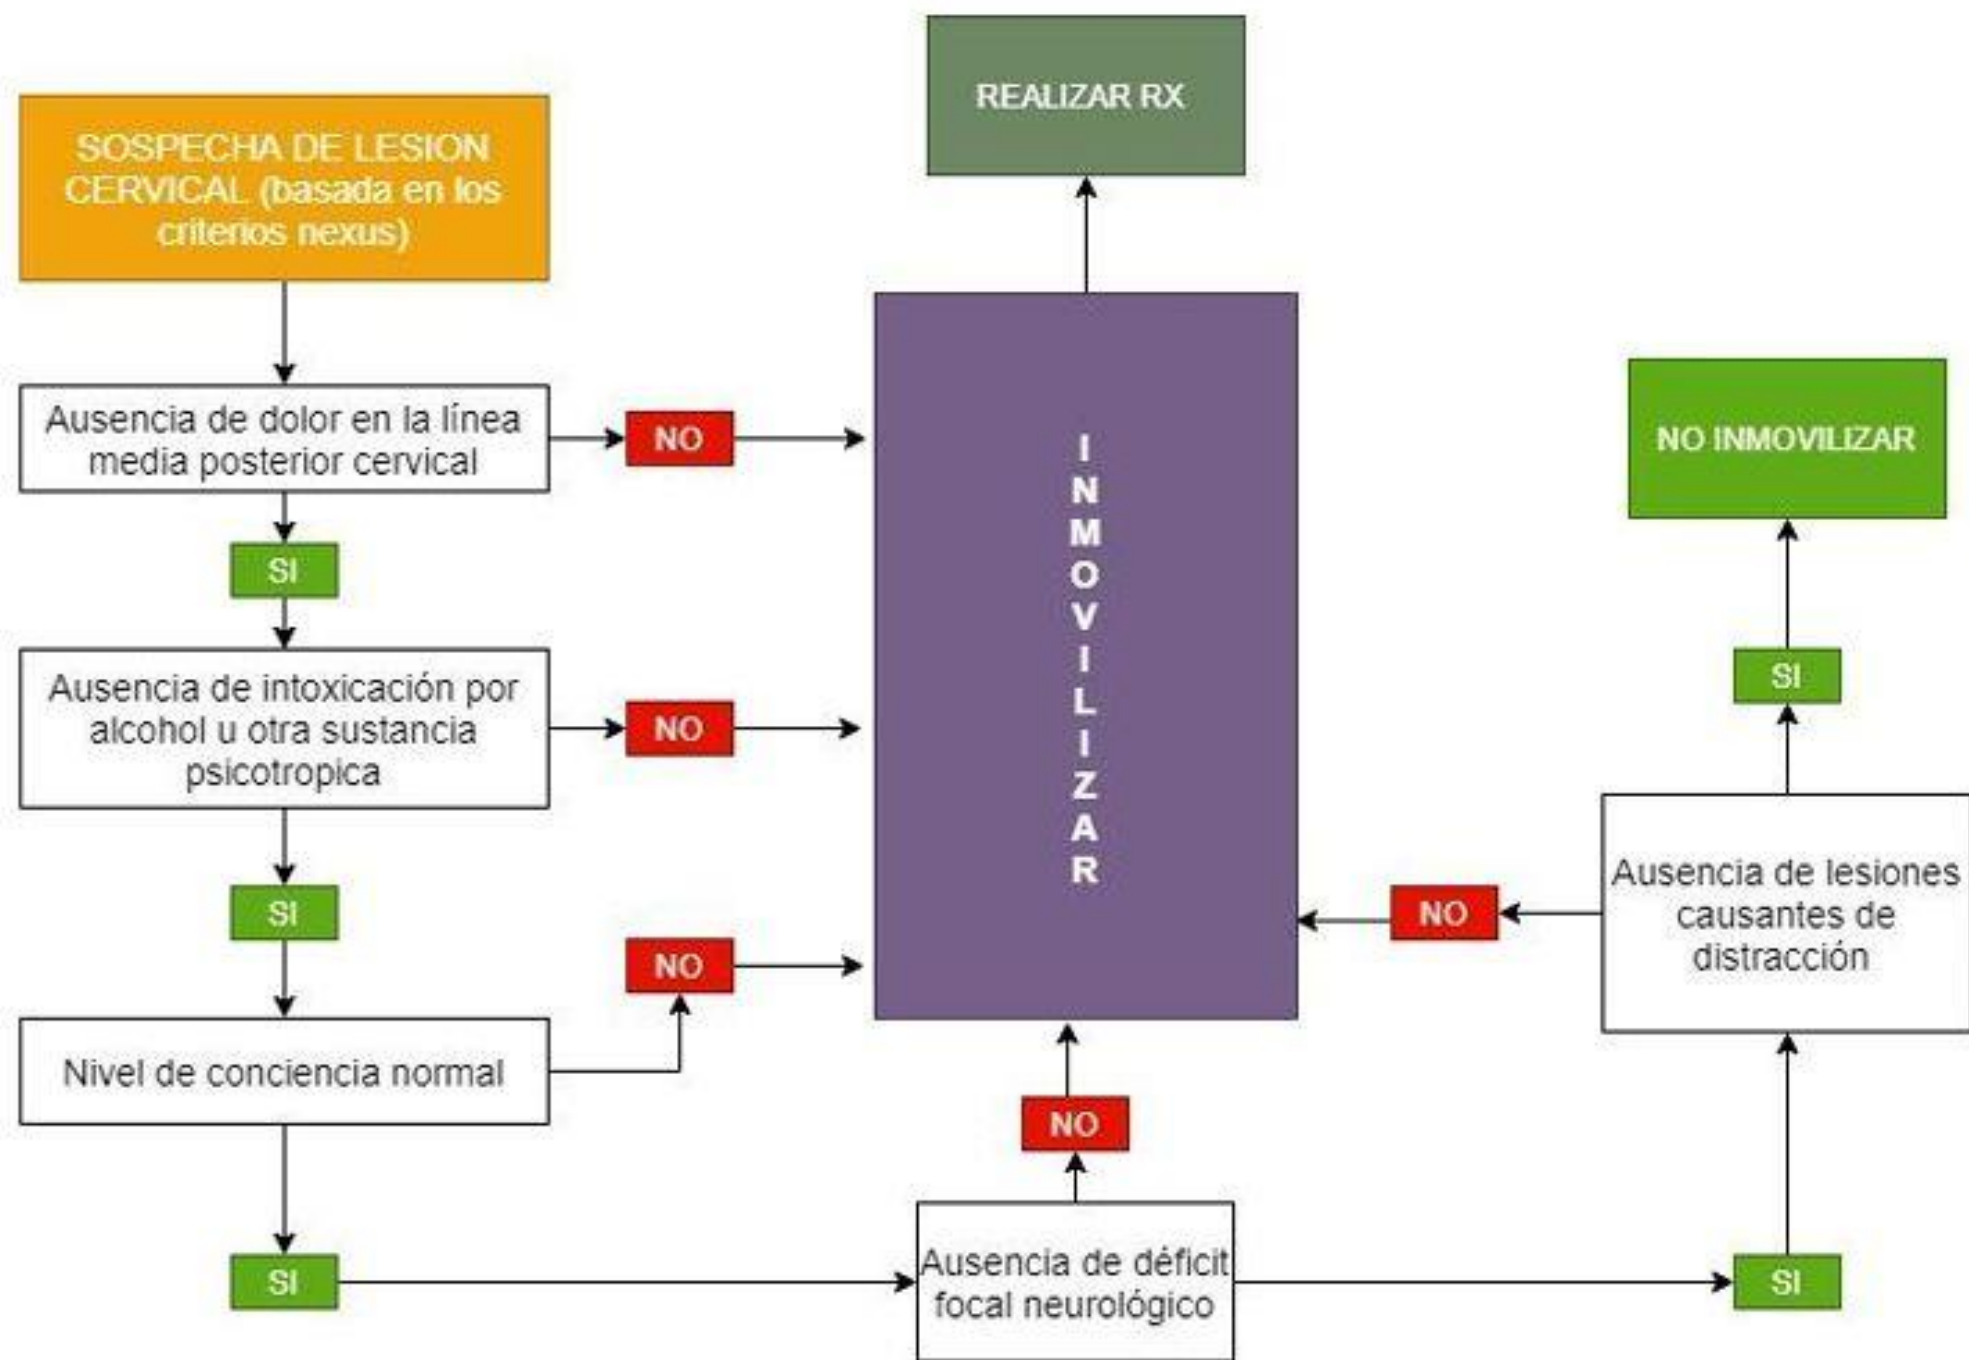 REALIZAR RX
SOSPECHA DE LESION
CERVICAL (basada en los
criterios nexus)
Ausencia de dolor en la línea
media posterior cervical
NO
SI
Ausencia de intoxicación por
alcohol u otra sustancia
psicotropica
NO
SI
Nivel de conciencia normal
NO
SI
Ausencia de déficit
focal neurológico
NO
SI
I
N
M
O
V
I
L
I
Z
A
R
Ausencia de lesiones
causantes de
distracción
NO
SI
NO INMOVILIZAR